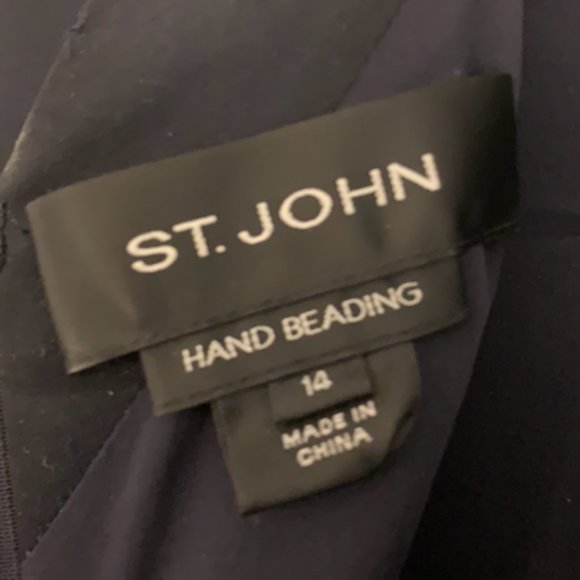 ST. JOHN
HAND BEADING
14
MADE IN
CHINA